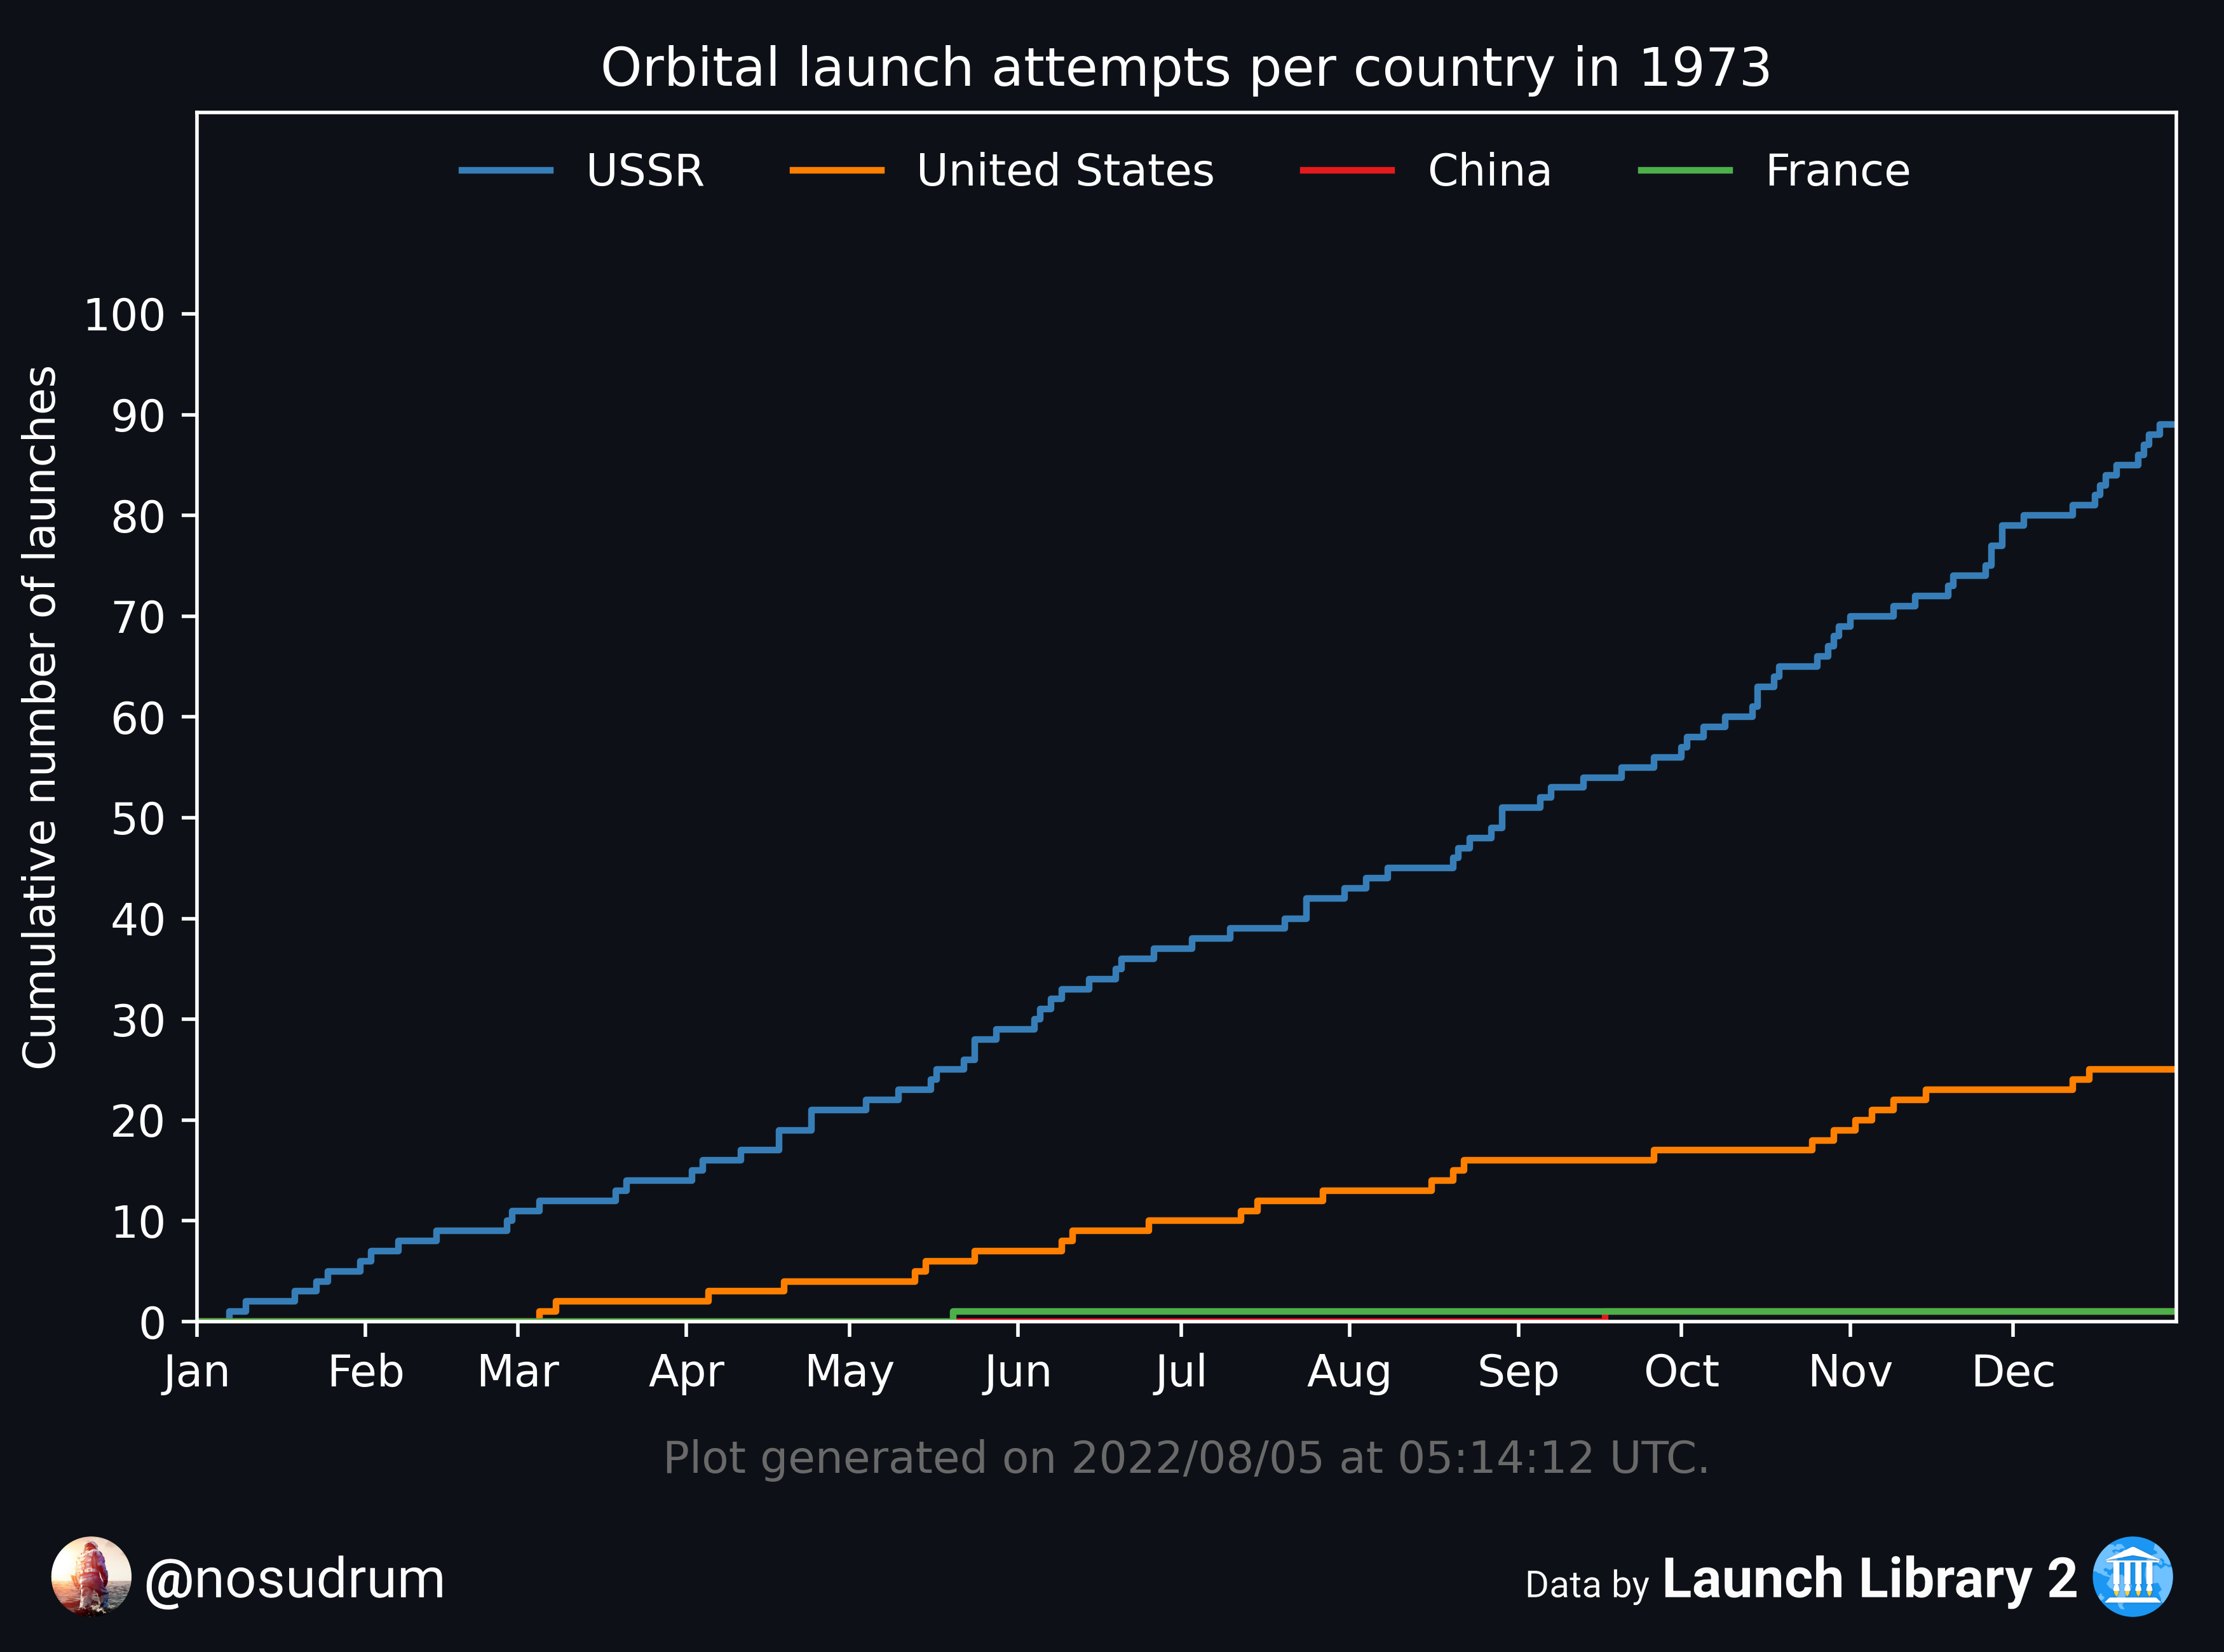 Orbital launch attempts per country in 1973
USSR United States China France
Cumulative number of launches
100
90
80
70
60
50
40
30
20
10
0
Jan Feb Mar Apr May Jun Jul Aug Sep Oct Nov Dec
Plot generated on 2022/08/05 at 05:14:12 UTC.
@nosudrum
Data by Launch Library 2